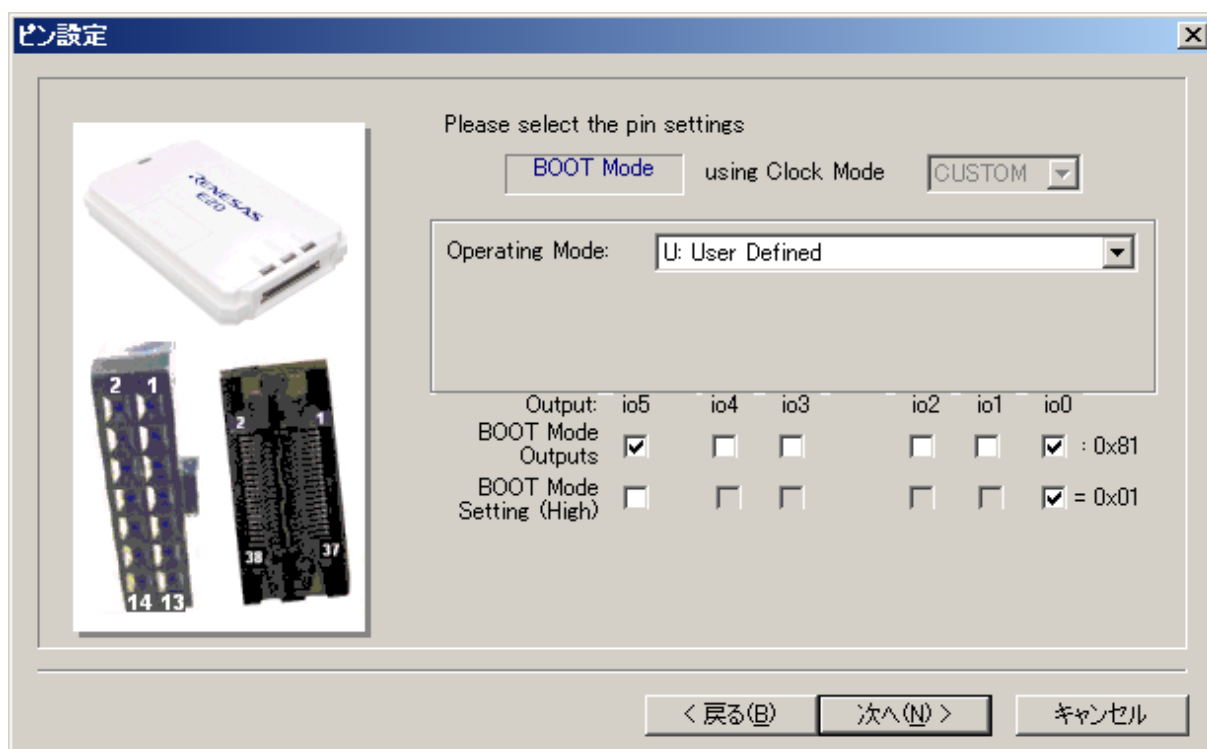 ピン設定
Please select the pin settings
BOOT Mode using Clock Mode CUSTOM
RENESAS
E20
Operating Mode: U: User Defined
2 1
2 1
38 37
14 13
Output: io5 io4 io3 io2 io1 io0
BOOT Mode
Outputs : 0x81
BOOT Mode
Setting (High) = 0x01
< 戻る(B) 次へ(N) > キャンセル